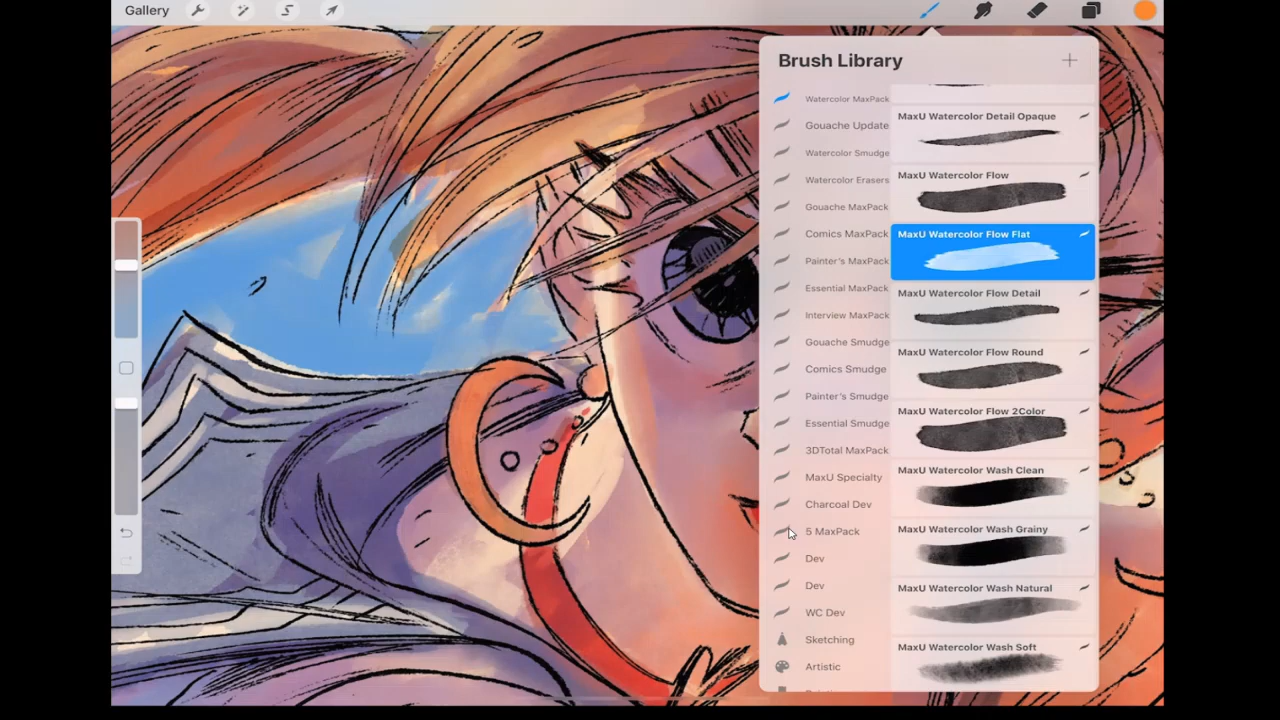 Gallery
Brush Library
Watercolor MaxPack
Gouache Update
Watercolor Smudge
Watercolor Erasers
Gouache MaxPack
Comics MaxPack
Painter's MaxPack
Essential MaxPack
Interview MaxPack
Gouache Smudge
Comics Smudge
Painter's Smudge
Essential Smudge
3DTotal MaxPack
MaxU Specialty
Charcoal Dev
5 MaxPack
Dev
Dev
WC Dev
Sketching
Artistic
MaxU Watercolor Detail Opaque
MaxU Watercolor Flow
MaxU Watercolor Flow Flat
MaxU Watercolor Flow Detail
MaxU Watercolor Flow Round
MaxU Watercolor Flow 2Color
MaxU Watercolor Wash Clean
MaxU Watercolor Wash Grainy
MaxU Watercolor Wash Natural
MaxU Watercolor Wash Soft